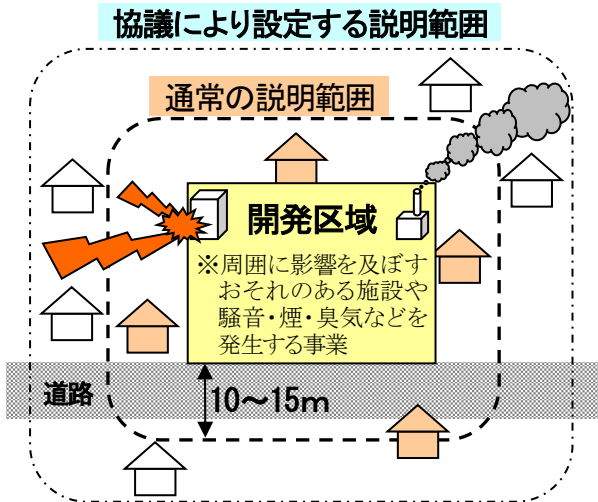 協議により設定する説明範囲
通常の説明範囲
開発区域
※周囲に影響を及ぼす
おそれのある施設や
騒音・煙・臭気などを
発生する事業
道路
10～15m